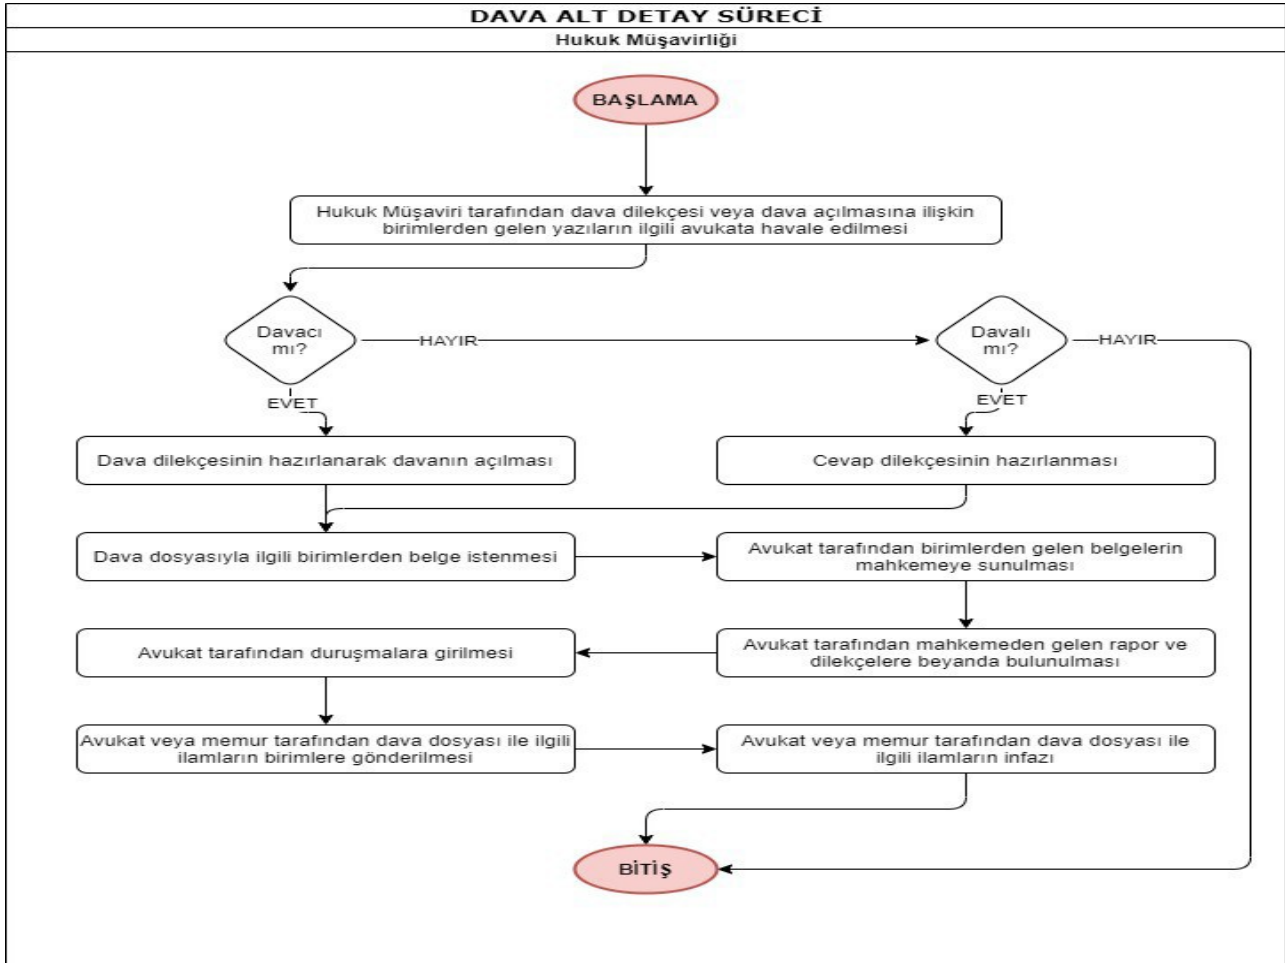 DAVA ALT DETAY SÜRECİ
Hukuk Müşavirliği
BAŞLAMA
Hukuk Müşaviri tarafından dava dilekçesi veya dava açılmasına ilişkin
birimlerden gelen yazıların ilgili avukata havale edilmesi
Davacı
mı?
HAYIR
Davalı
mı?
HAYIR
EVET
EVET
Dava dilekçesinin hazırlanarak davanın açılması
Cevap dilekçesinin hazırlanması
Dava dosyasıyla ilgili birimlerden belge istenmesi
Avukat tarafından birimlerden gelen belgelerin
mahkemeye sunulması
Avukat tarafından mahkemeden gelen rapor ve
dilekçelere beyanda bulunulması
Avukat tarafından duruşmalara girilmesi
Avukat veya memur tarafından dava dosyası ile ilgili
ilamların birimlere gönderilmesi
Avukat veya memur tarafından dava dosyası ile
ilgili ilamların infazı
BİTİŞ